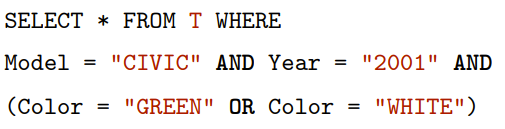 SELECT * FROM T WHERE
Model = "CIVIC" AND Year = "2001" AND
(Color = "GREEN" OR Color = "WHITE")